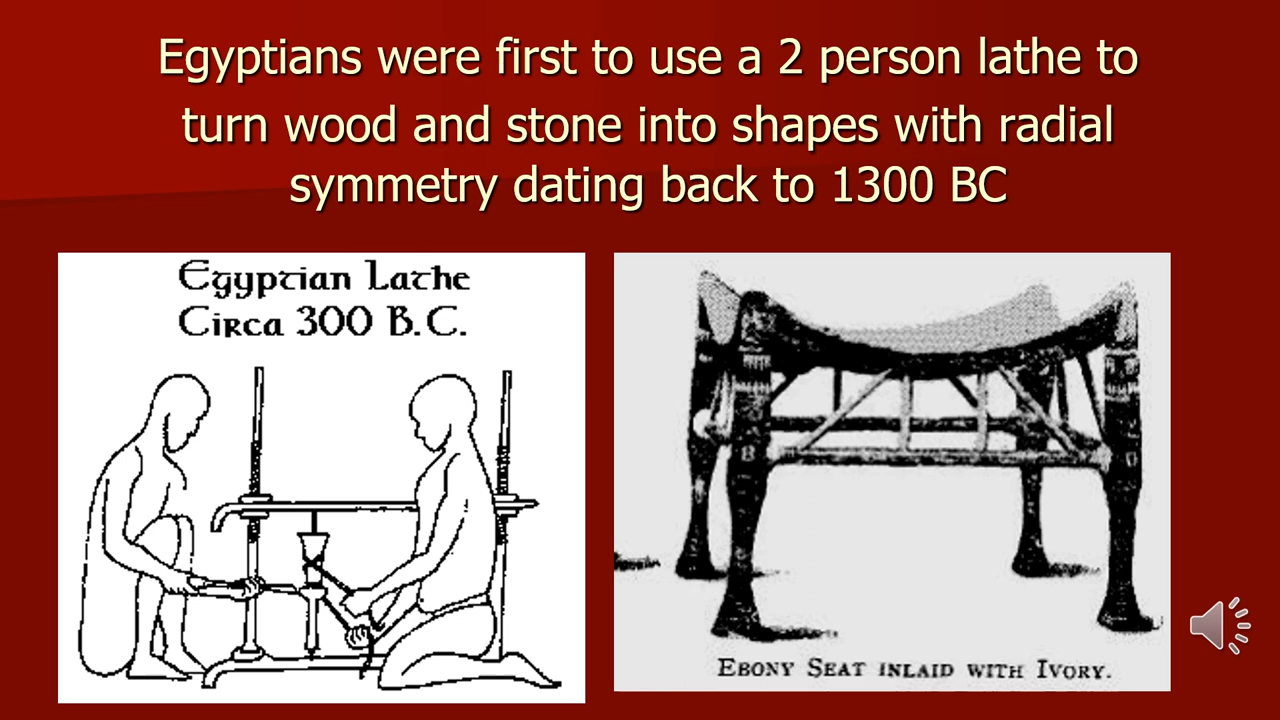 Egyptians were first to use a 2 person lathe to
turn wood and stone into shapes with radial
symmetry dating back to 1300 BC
Egyptian Lathe
Circa 300 B.C.
Ebony Seat inlaid with Ivory.